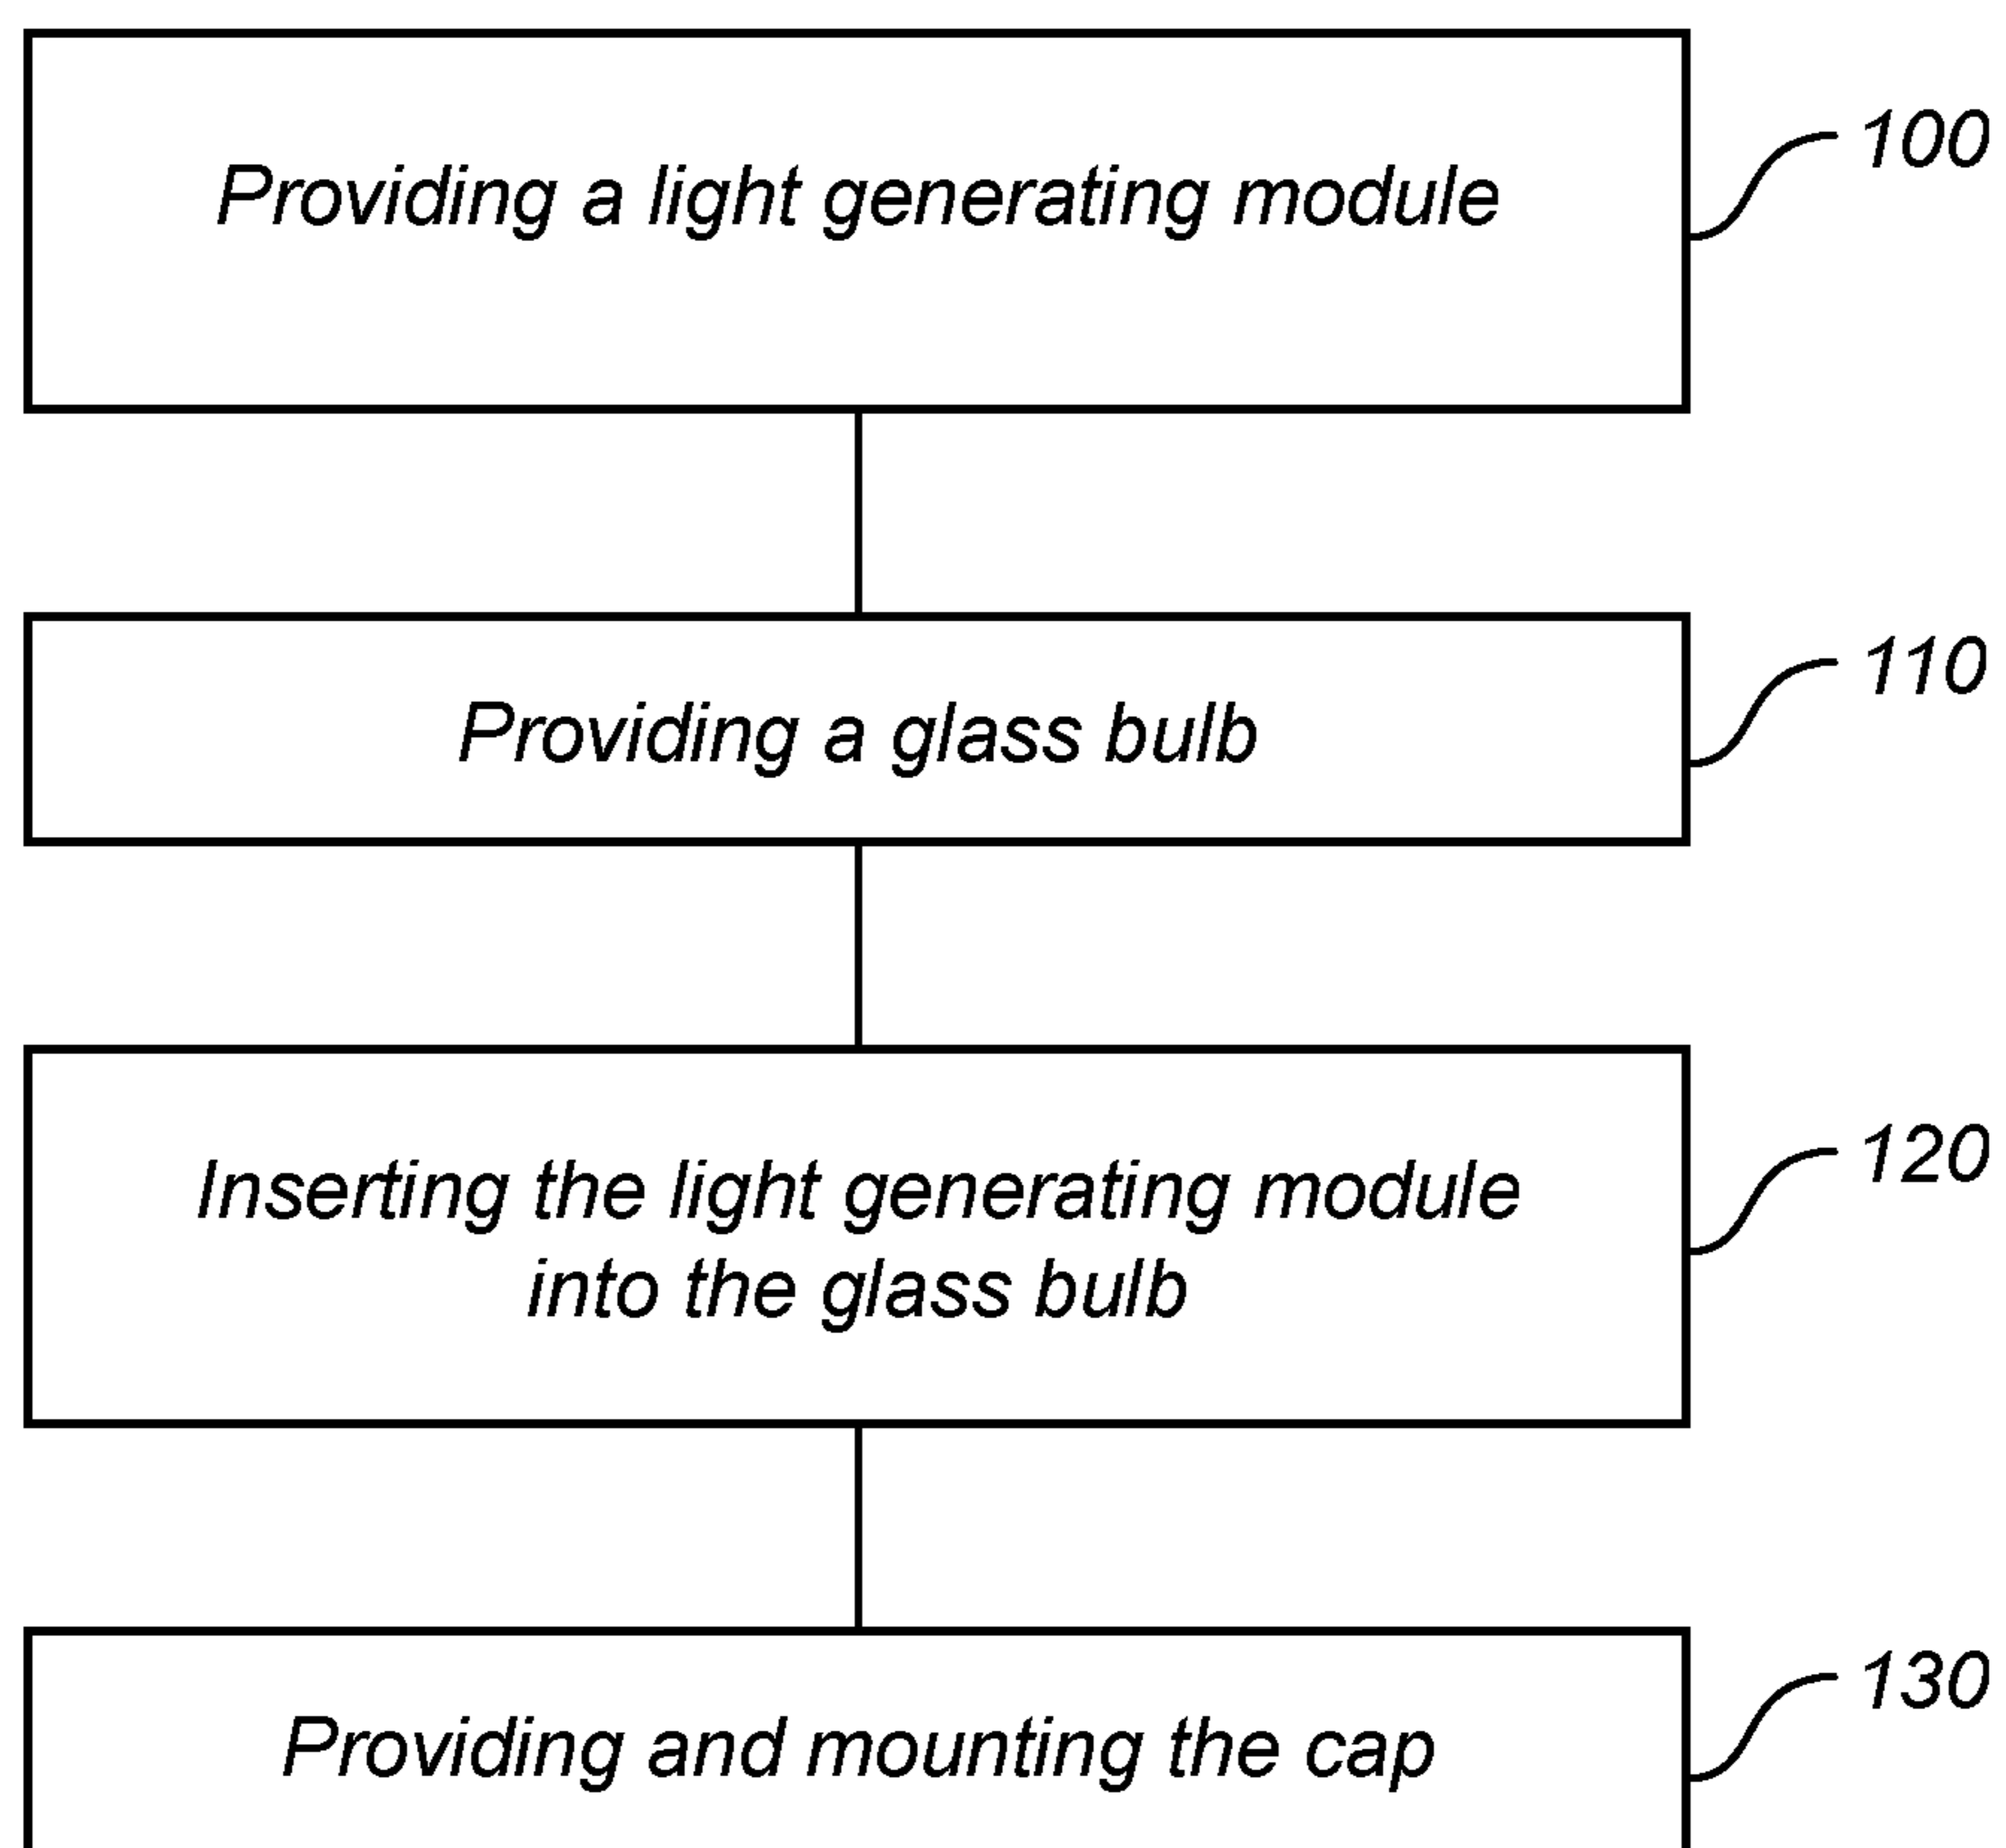 Providing a light generating module
100
Providing a glass bulb
110
Inserting the light generating module
into the glass bulb
120
Providing and mounting the cap
130